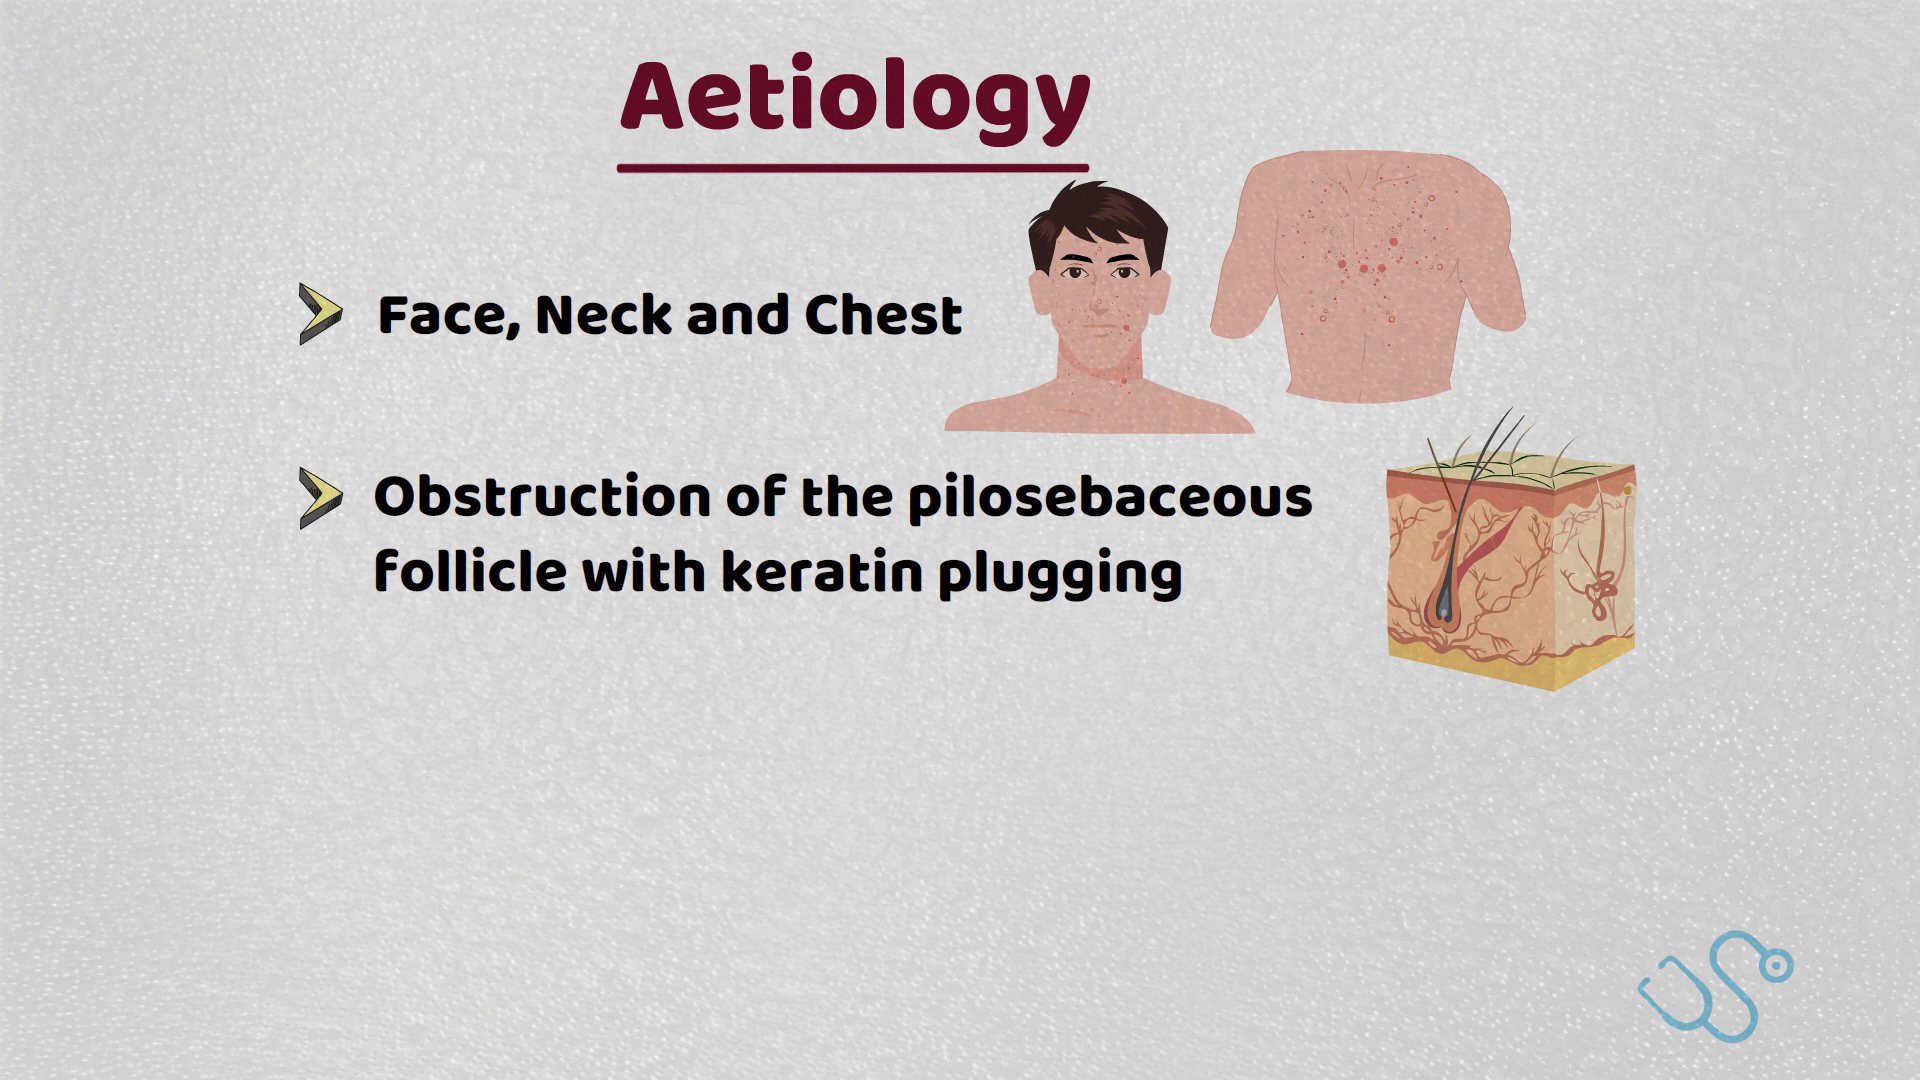 Aetiology
Face, Neck and Chest
Obstruction of the pilosebaceous
follicle with keratin plugging